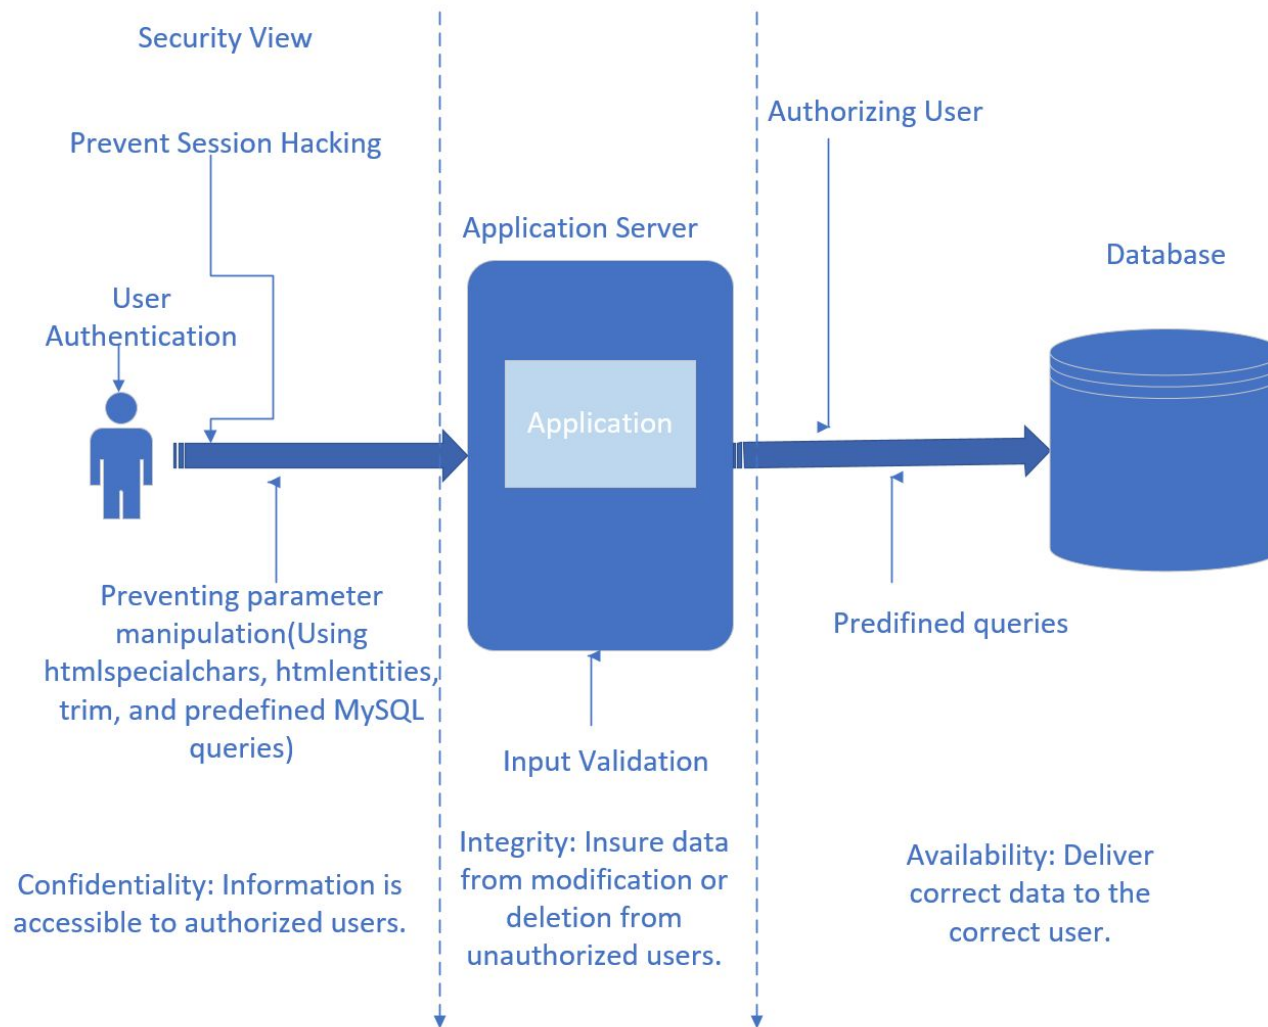 Security View
Prevent Session Hacking
User
Authentication
Preventing parameter
manipulation(Using
htmlspecialchars, htmlentities,
trim, and predefined MySQL
queries)
Confidentiality: Information is
accessible to authorized users.
Application Server
Application
Input Validation
Integrity: Insure data
from modification or
deletion from
unauthorized users.
Authorizing User
Database
Predifined queries
Availability: Deliver
correct data to the
correct user.